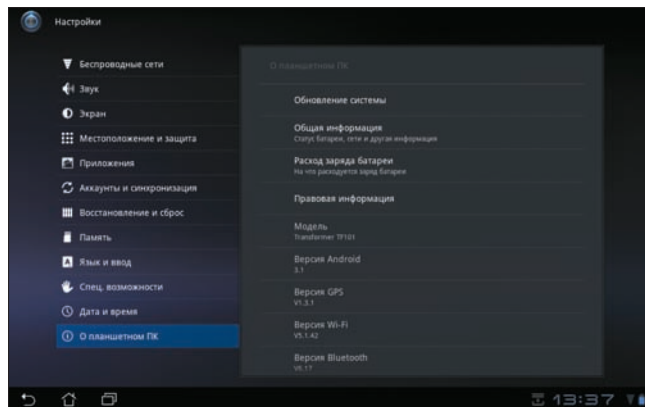 Настройки
Беспроводные сети
Звук
Экран
Местоположение и защита
Приложения
Аккаунты и синхронизация
Восстановление и сброс
Память
Язык и ввод
Спец. возможности
Дата и время
О планшетном ПК
О планшетном ПК
Обновление системы
Общая информация
Статус батареи, сети и другая информация
Расход заряда батареи
На что расходуется заряд батареи
Правовая информация
Модель
Transformer TF101
Версия Android
3.1
Версия GPS
V1.3.1
Версия Wi-Fi
V5.1.42
Версия Bluetooth
V6.17
13:37